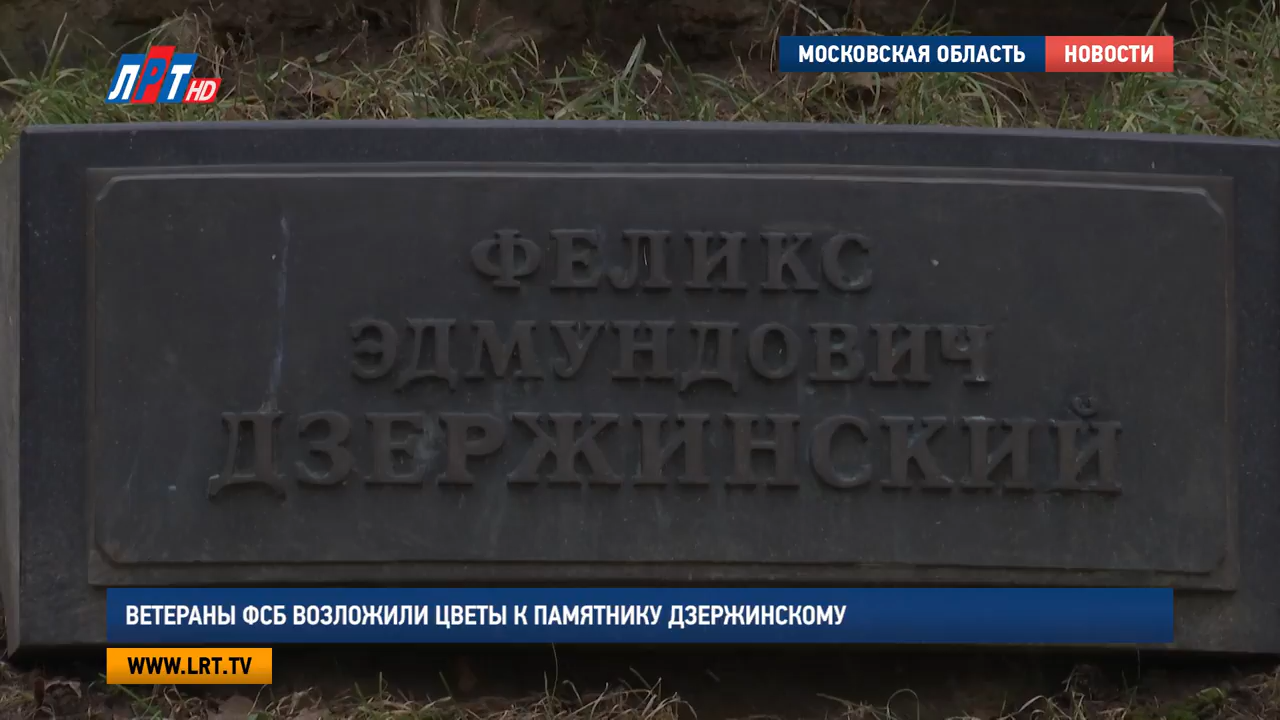 ЛРТ HD
МОСКОВСКАЯ ОБЛАСТЬ НОВОСТИ
ФЕЛИКС
ЭДМУНДОВИЧ
ДЗЕРЖИНСКИЙ
ВЕТЕРАНЫ ФСБ ВОЗЛОЖИЛИ ЦВЕТЫ К ПАМЯТНИКУ ДЗЕРЖИНСКОМУ
WWW.LRT.TV